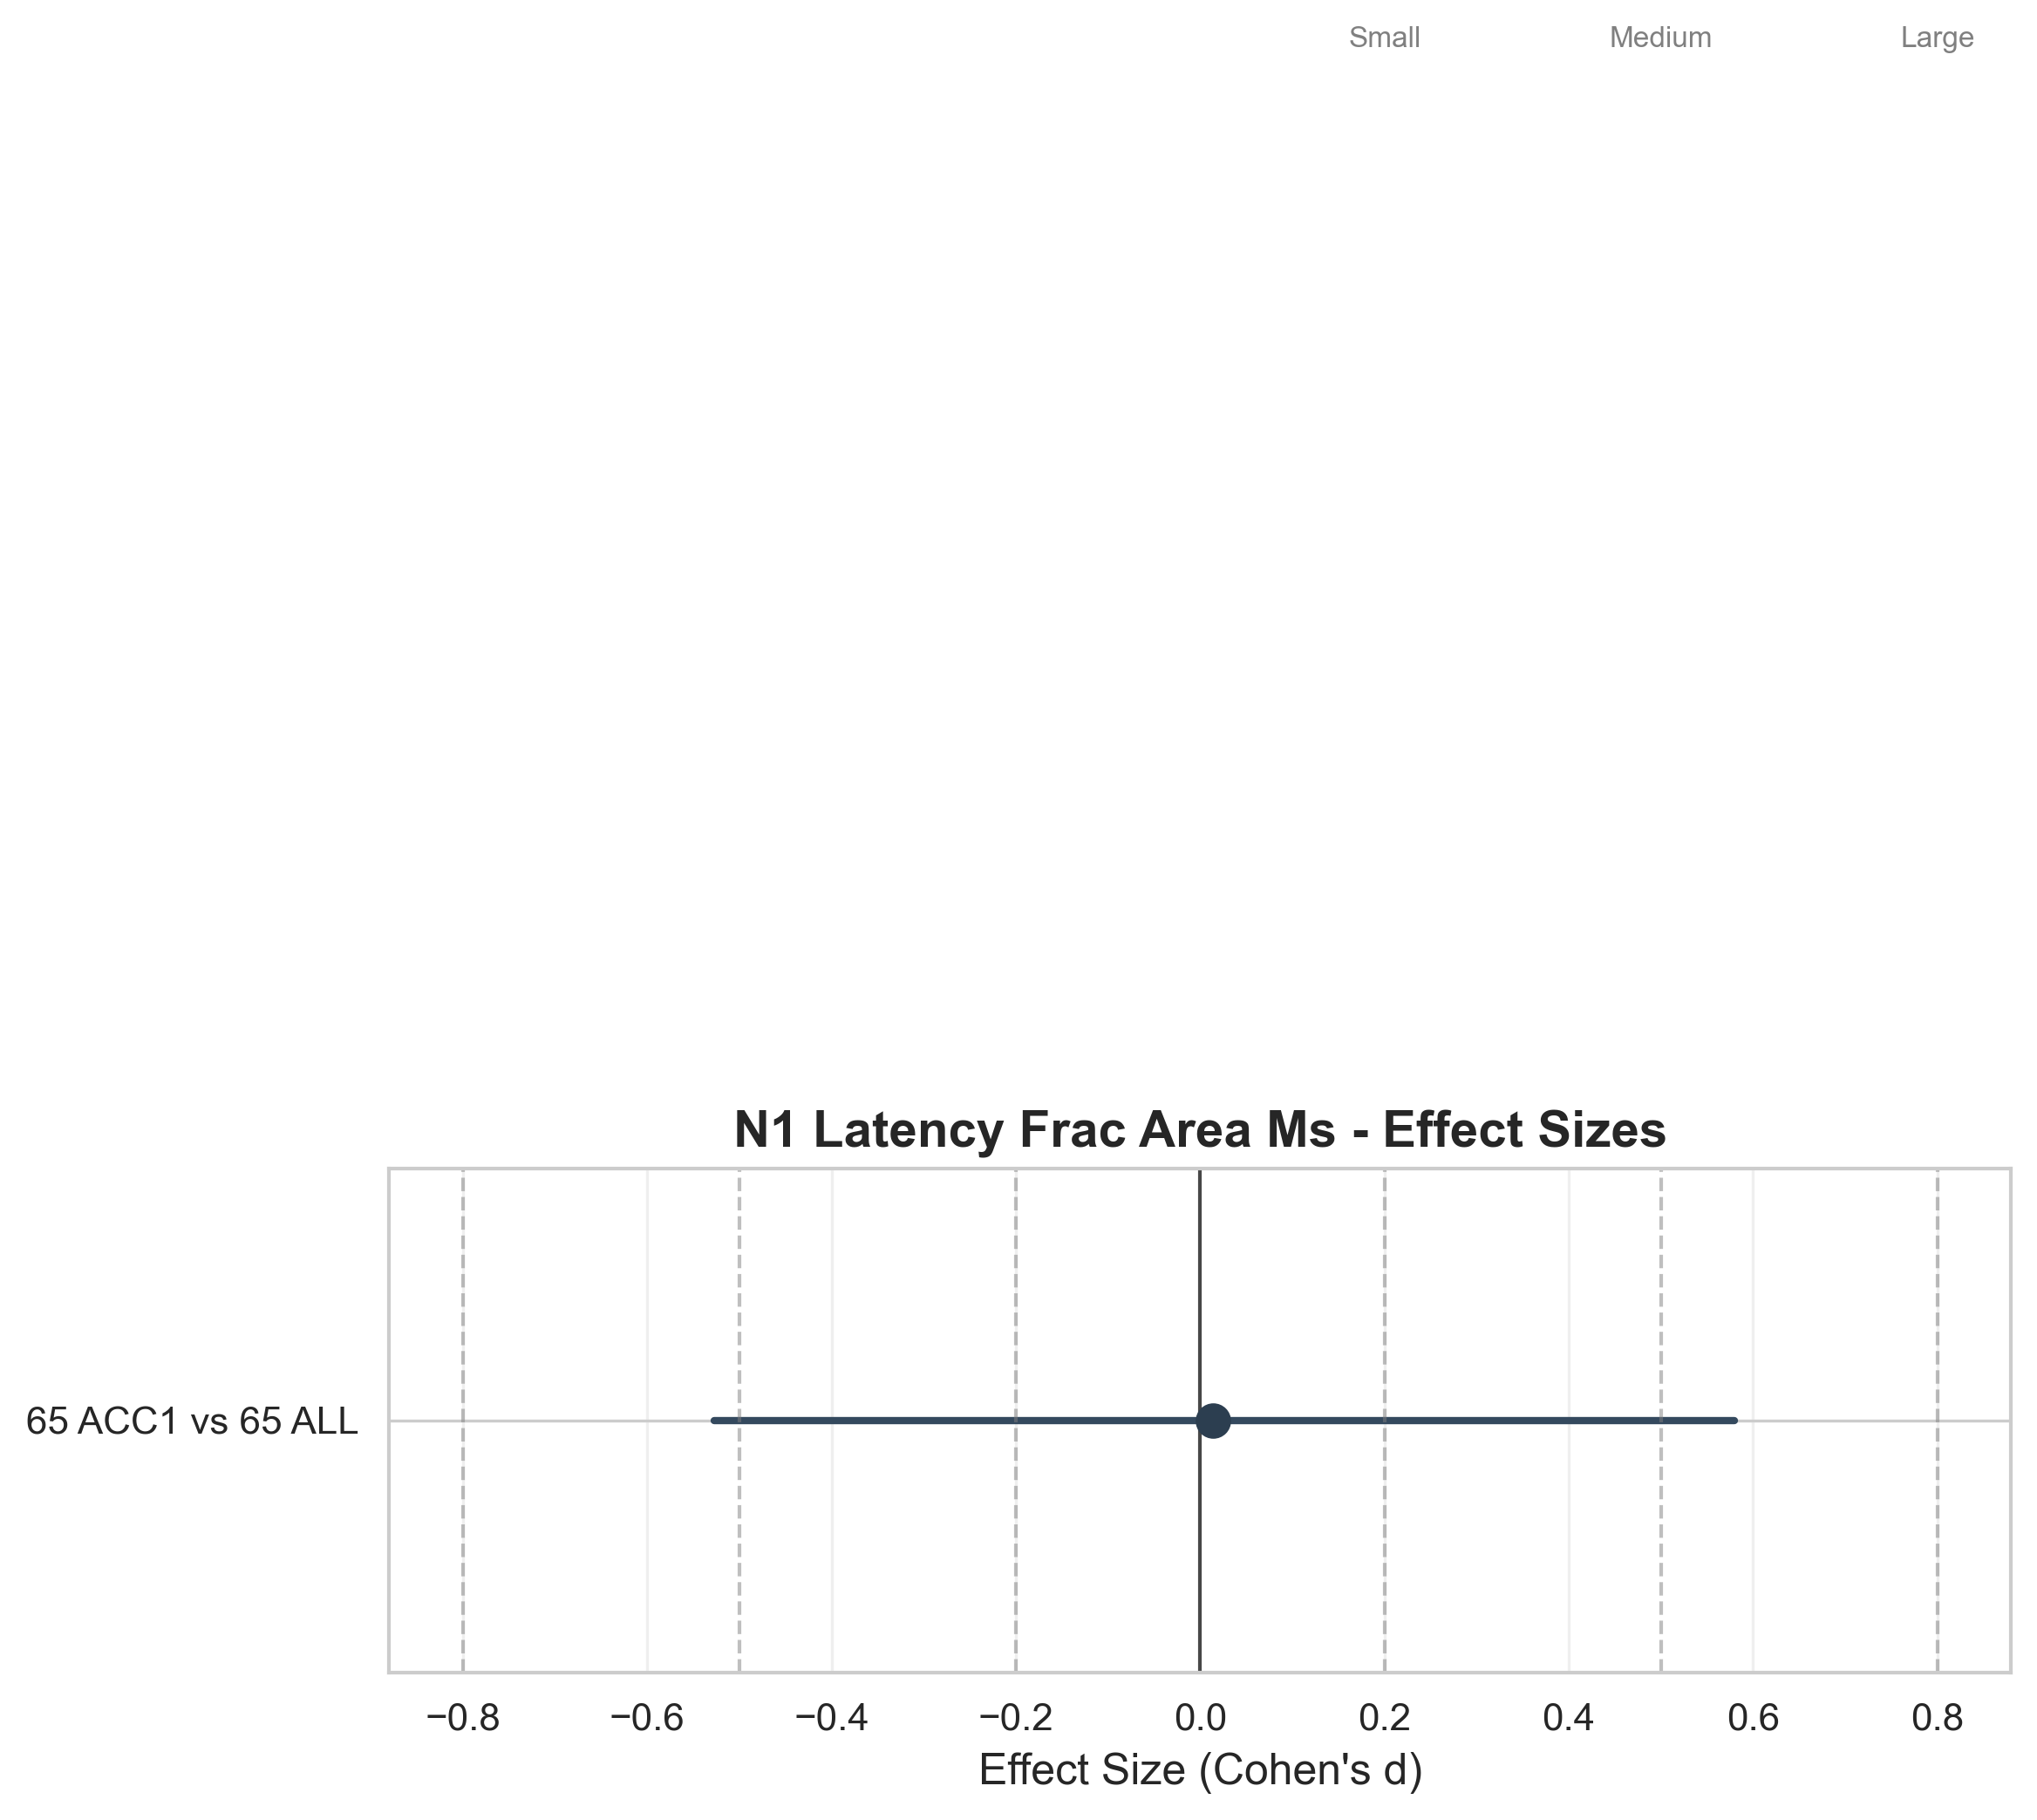 Small Medium Large
N1 Latency Frac Area Ms - Effect Sizes
65 ACC1 vs 65 ALL
−0.8 −0.6 −0.4 −0.2 0.0 0.2 0.4 0.6 0.8
Effect Size (Cohen's d)